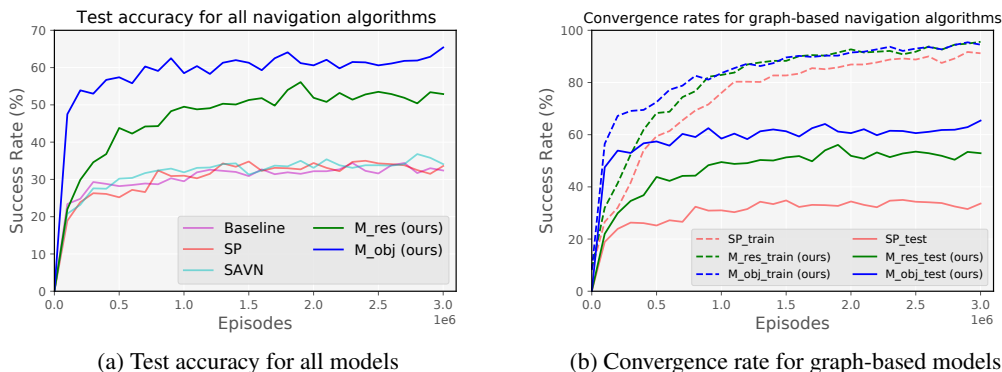 Test accuracy for all navigation algorithms
70
60
50
40
30
20
10
0
Success Rate (%)
0.0 0.5 1.0 1.5 2.0 2.5 3.0
1e6
Episodes
Baseline
SP
SAVN
M_res (ours)
M_obj (ours)
(a) Test accuracy for all models
Convergence rates for graph-based navigation algorithms
100
80
60
40
20
0
Success Rate (%)
0.0 0.5 1.0 1.5 2.0 2.5 3.0
1e6
Episodes
SP_train
M_res_train (ours)
M_obj_train (ours)
SP_test
M_res_test (ours)
M_obj_test (ours)
(b) Convergence rate for graph-based models